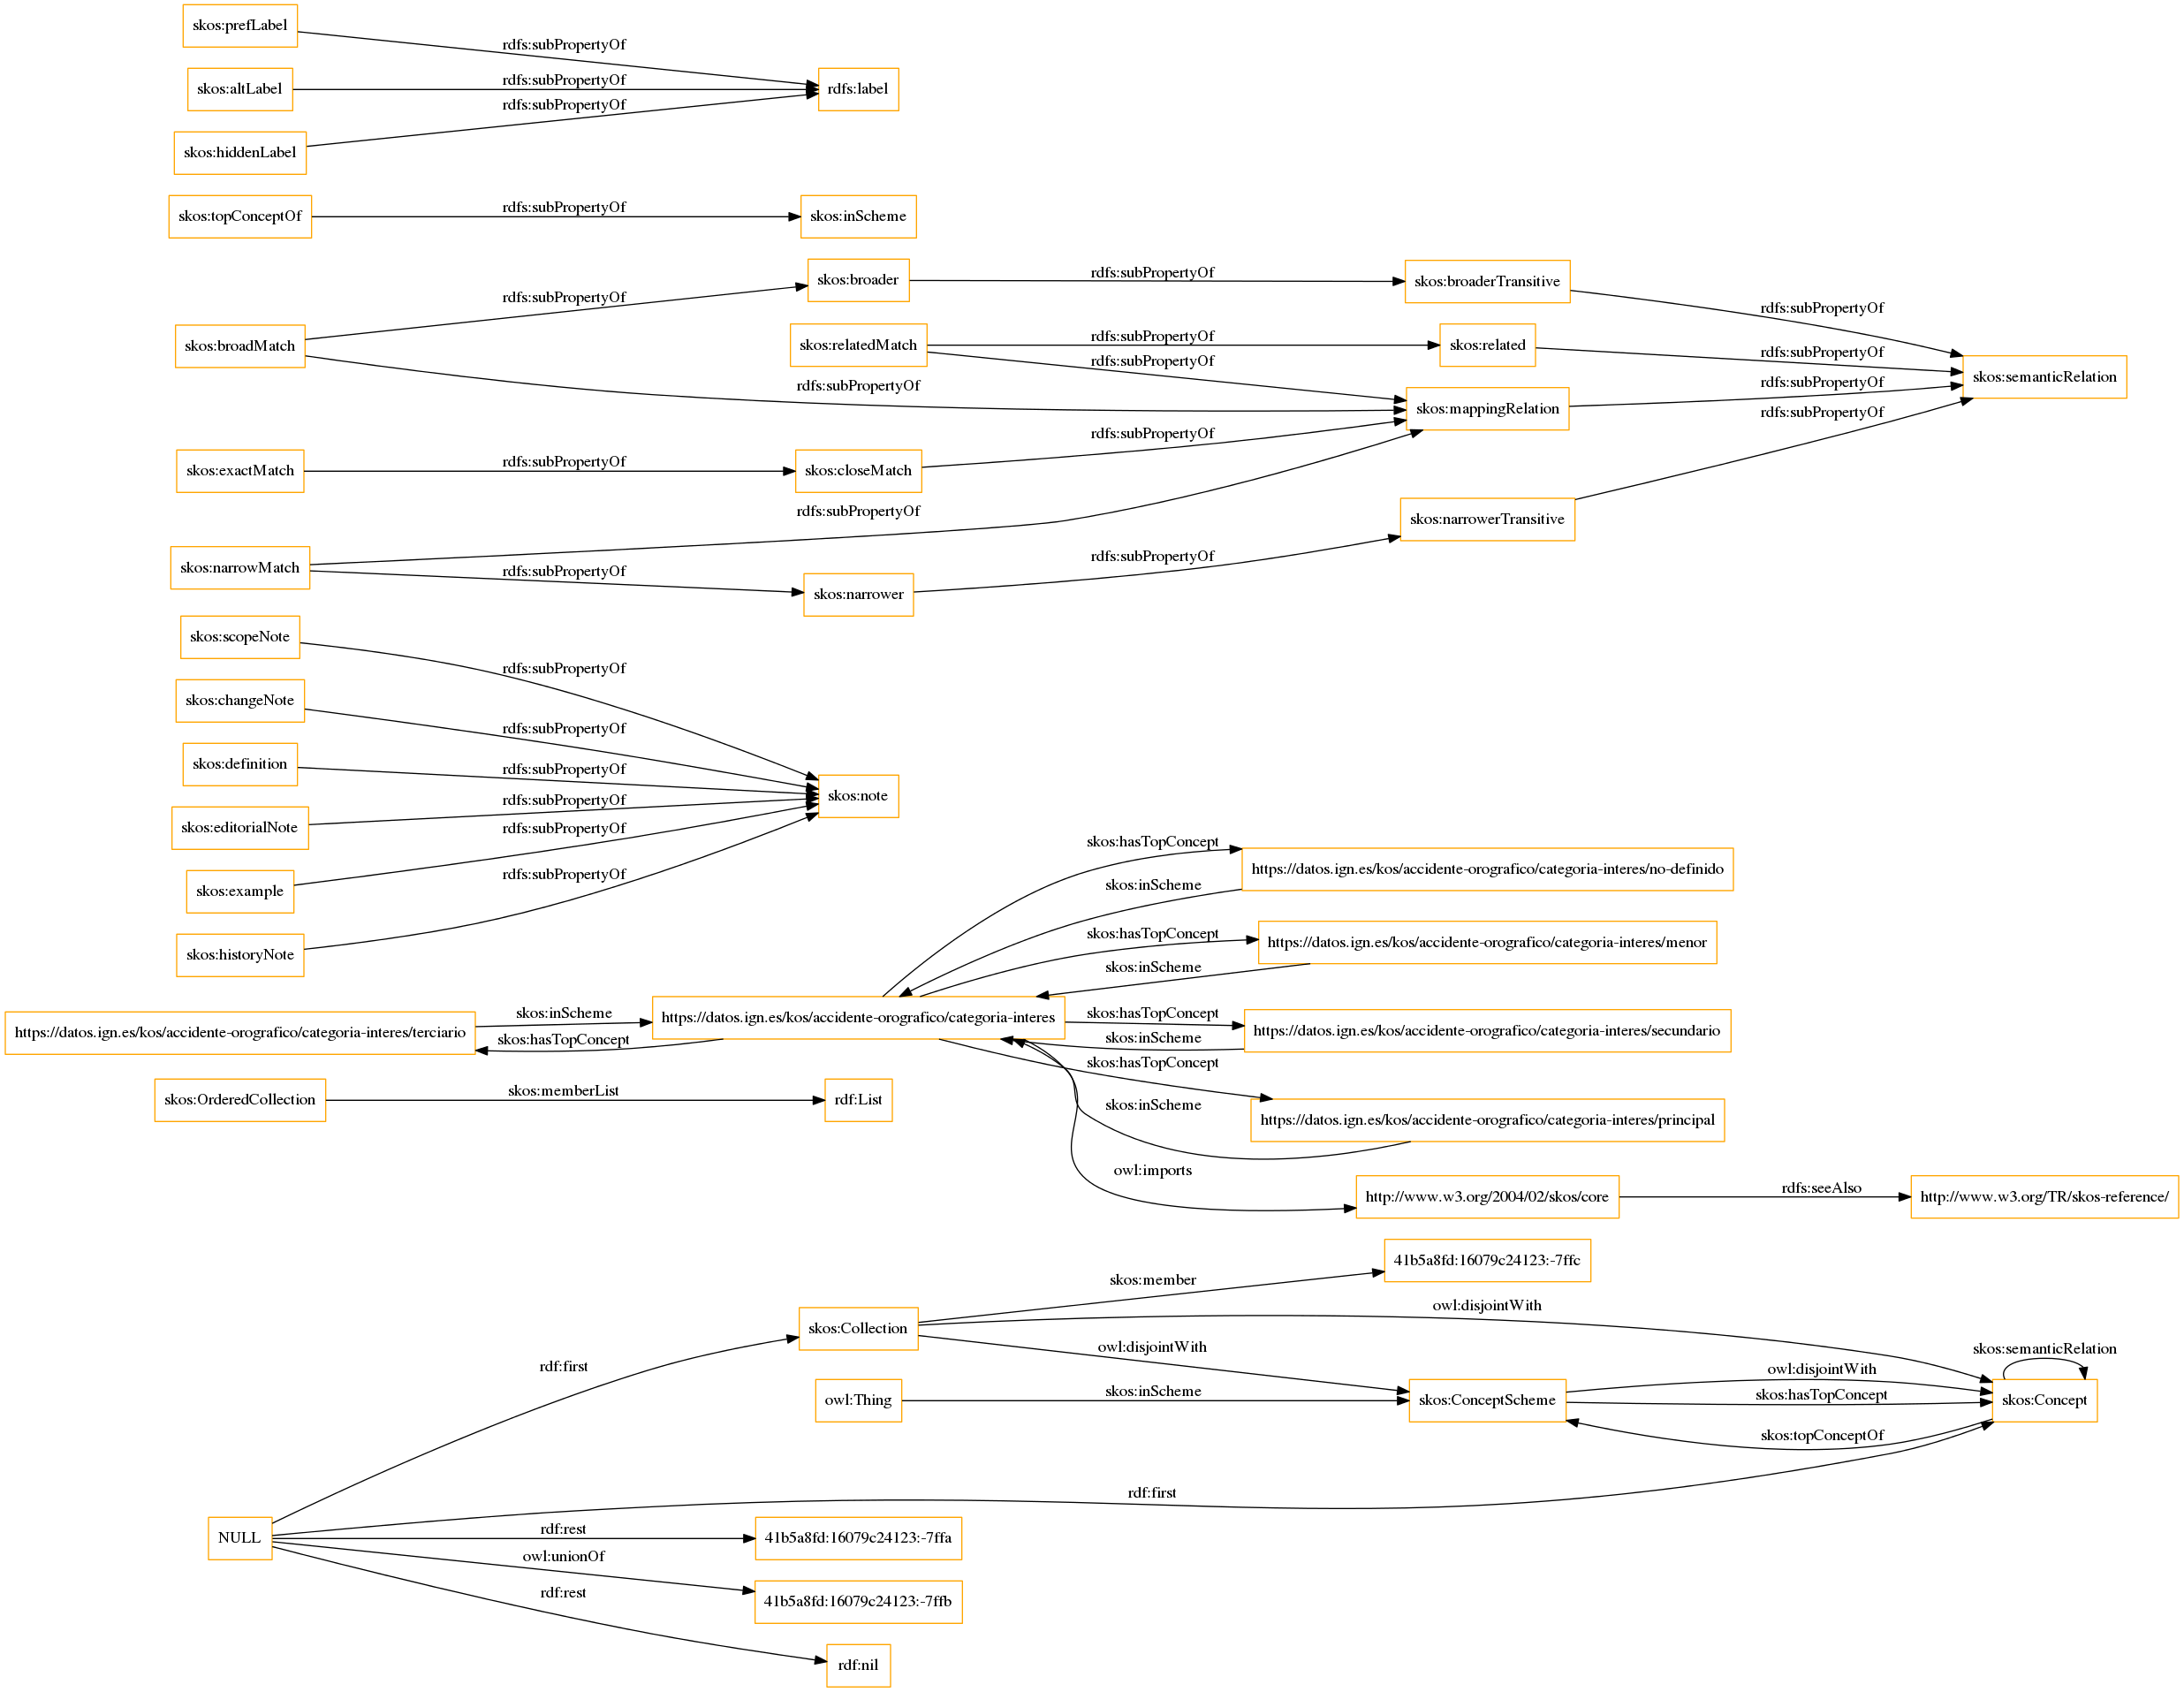 skos:prefLabel
rdfs:subPropertyOf
skos:altLabel
rdfs:subPropertyOf
rdfs:label
rdfs:subPropertyOf
skos:hiddenLabel
skos:topConceptOf
rdfs:subPropertyOf
skos:inScheme
skos:broader
rdfs:subPropertyOf
skos:broaderTransitive
rdfs:subPropertyOf
rdfs:subPropertyOf
skos:broadMatch
skos:relatedMatch
rdfs:subPropertyOf
skos:related
rdfs:subPropertyOf
rdfs:subPropertyOf
skos:semanticRelation
rdfs:subPropertyOf
rdfs:subPropertyOf
skos:mappingRelation
rdfs:subPropertyOf
rdfs:subPropertyOf
skos:exactMatch
rdfs:subPropertyOf
skos:closeMatch
rdfs:subPropertyOf
skos:narrowerTransitive
skos:narrowMatch
rdfs:subPropertyOf
skos:narrower
rdfs:subPropertyOf
skos:scopeNote
rdfs:subPropertyOf
skos:changeNote
rdfs:subPropertyOf
skos:definition
rdfs:subPropertyOf
skos:note
skos:editorialNote
rdfs:subPropertyOf
rdfs:subPropertyOf
skos:example
rdfs:subPropertyOf
skos:historyNote
skos:hasTopConcept
https://datos.ign.es/kos/accidente-orografico/categoria-interes/no-definido
skos:inScheme
skos:hasTopConcept
https://datos.ign.es/kos/accidente-orografico/categoria-interes/menor
skos:inScheme
https://datos.ign.es/kos/accidente-orografico/categoria-interes/terciario
skos:inScheme
skos:hasTopConcept
https://datos.ign.es/kos/accidente-orografico/categoria-interes
skos:hasTopConcept
https://datos.ign.es/kos/accidente-orografico/categoria-interes/secundario
skos:inScheme
skos:hasTopConcept
skos:OrderedCollection
skos:memberList
rdf:List
skos:inScheme
https://datos.ign.es/kos/accidente-orografico/categoria-interes/principal
owl:imports
http://www.w3.org/2004/02/skos/core
rdfs:seeAlso
http://www.w3.org/TR/skos-reference/
41b5a8fd:16079c24123:-7ffc
skos:member
owl:disjointWith
skos:Collection
owl:disjointWith
skos:semanticRelation
rdf:first
owl:Thing
skos:inScheme
skos:ConceptScheme
owl:disjointWith
skos:hasTopConcept
skos:Concept
skos:topConceptOf
rdf:first
NULL
rdf:rest
41b5a8fd:16079c24123:-7ffa
owl:unionOf
41b5a8fd:16079c24123:-7ffb
rdf:rest
rdf:nil